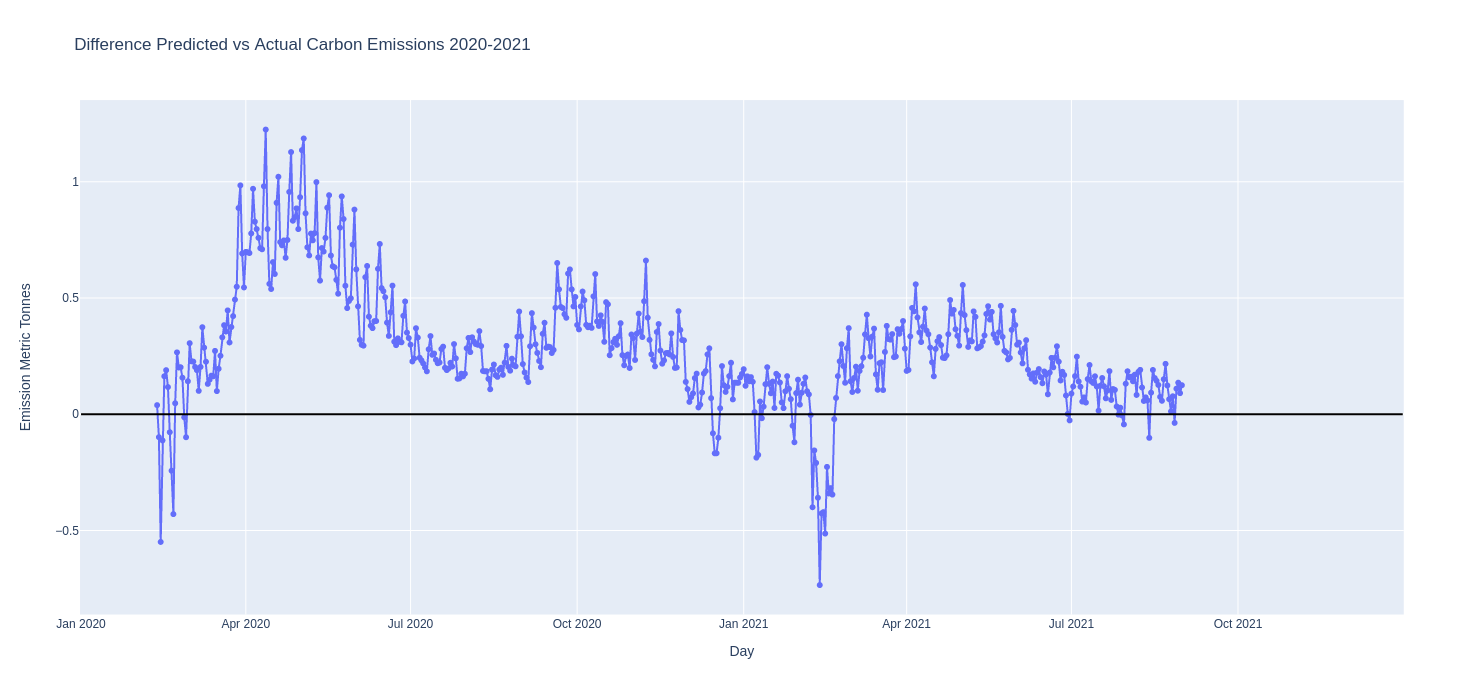 Difference Predicted vs Actual Carbon Emissions 2020-2021
Emission Metric Tonnes
1
0.5
0
−0.5
Jan 2020 Apr 2020 Jul 2020 Oct 2020 Jan 2021 Apr 2021 Jul 2021 Oct 2021
Day